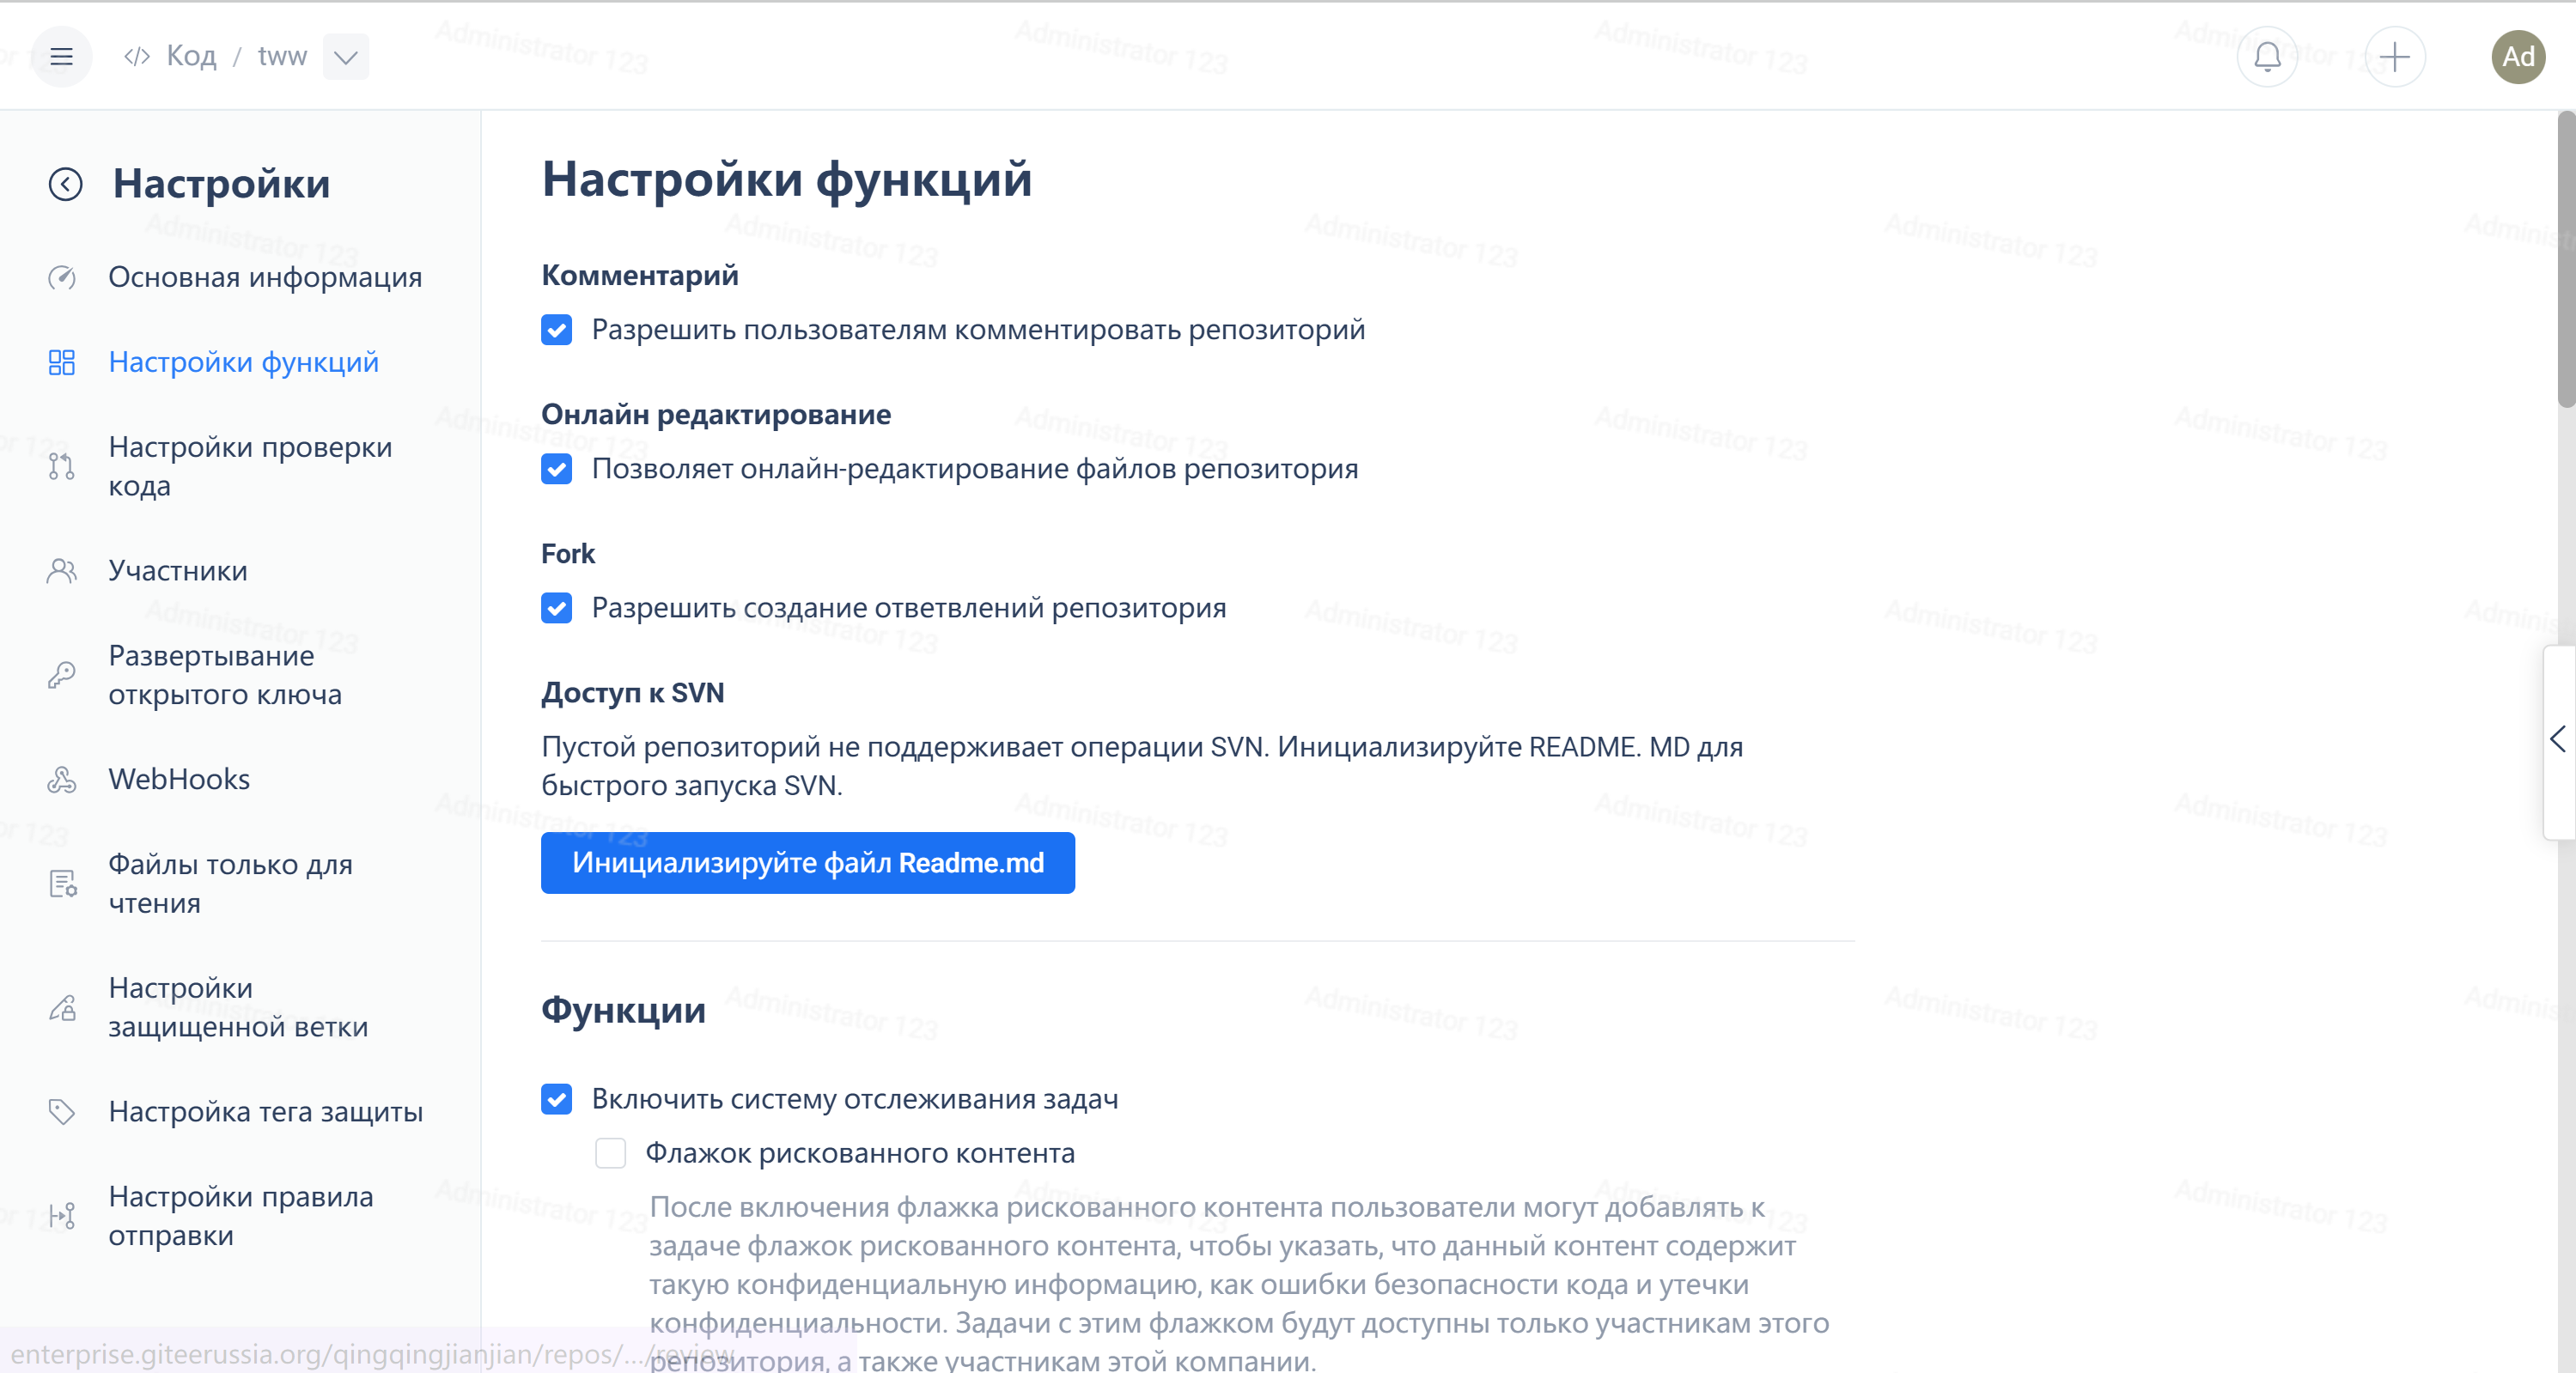 Код / tww
Ad
Настройки
Основная информация
Настройки функций
Настройки проверки
кода
Участники
Развертывание
открытого ключа
WebHooks
Файлы только для
чтения
Настройки
защищенной ветки
Настройка тега защиты
Настройки правила
отправки
Настройки функций
Комментарий
Разрешить пользователям комментировать репозиторий
Онлайн редактирование
Позволяет онлайн-редактирование файлов репозитория
Fork
Разрешить создание ответвлений репозитория
Доступ к SVN
Пустой репозиторий не поддерживает операции SVN. Инициализируйте README. MD для
быстрого запуска SVN.
Инициализируйте файл Readme.md
Функции
Включить систему отслеживания задач
Флажок рискованного контента
После включения флажка рискованного контента пользователи могут добавлять к
задаче флажок рискованного контента, чтобы указать, что данный контент содержит
такую конфиденциальную информацию, как ошибки безопасности кода и утечки
конфиденциальности. Задачи с этим флажком будут доступны только участникам этого
репозитория, а также участникам этой компании.
enterprise.giteerussia.org/qingqingjianjian/repos/.../review
Administrator 123